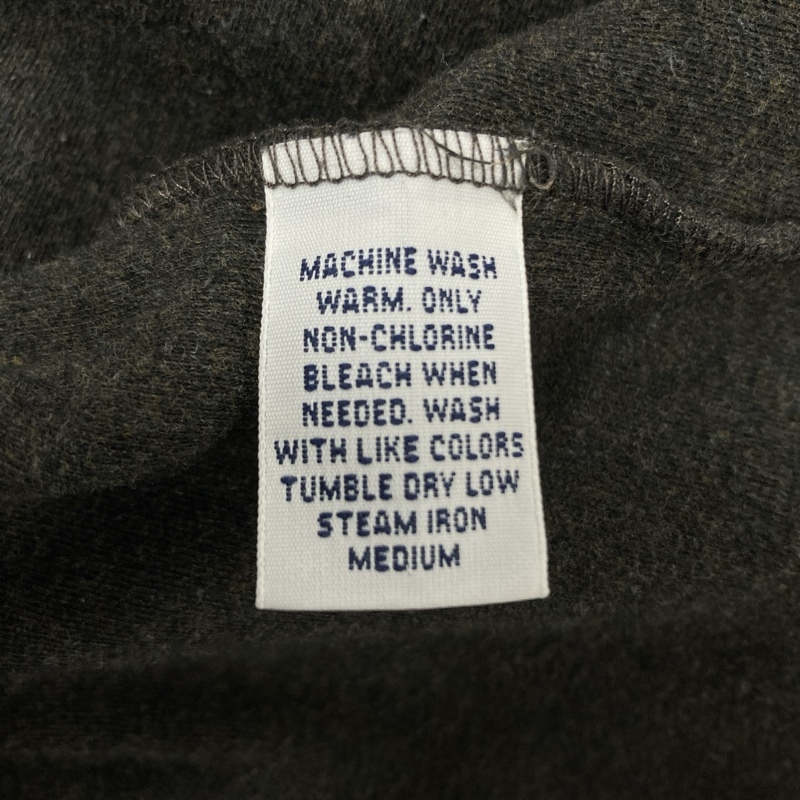 MACHINE WASH
WARM. ONLY
NON-CHLORINE
BLEACH WHEN
NEEDED. WASH
WITH LIKE COLORS
TUMBLE DRY LOW
STEAM IRON
MEDIUM